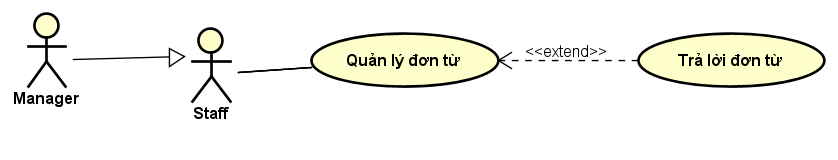 Manager
Staff
Quản lý đơn từ
<<extend>>
Trả lời đơn từ